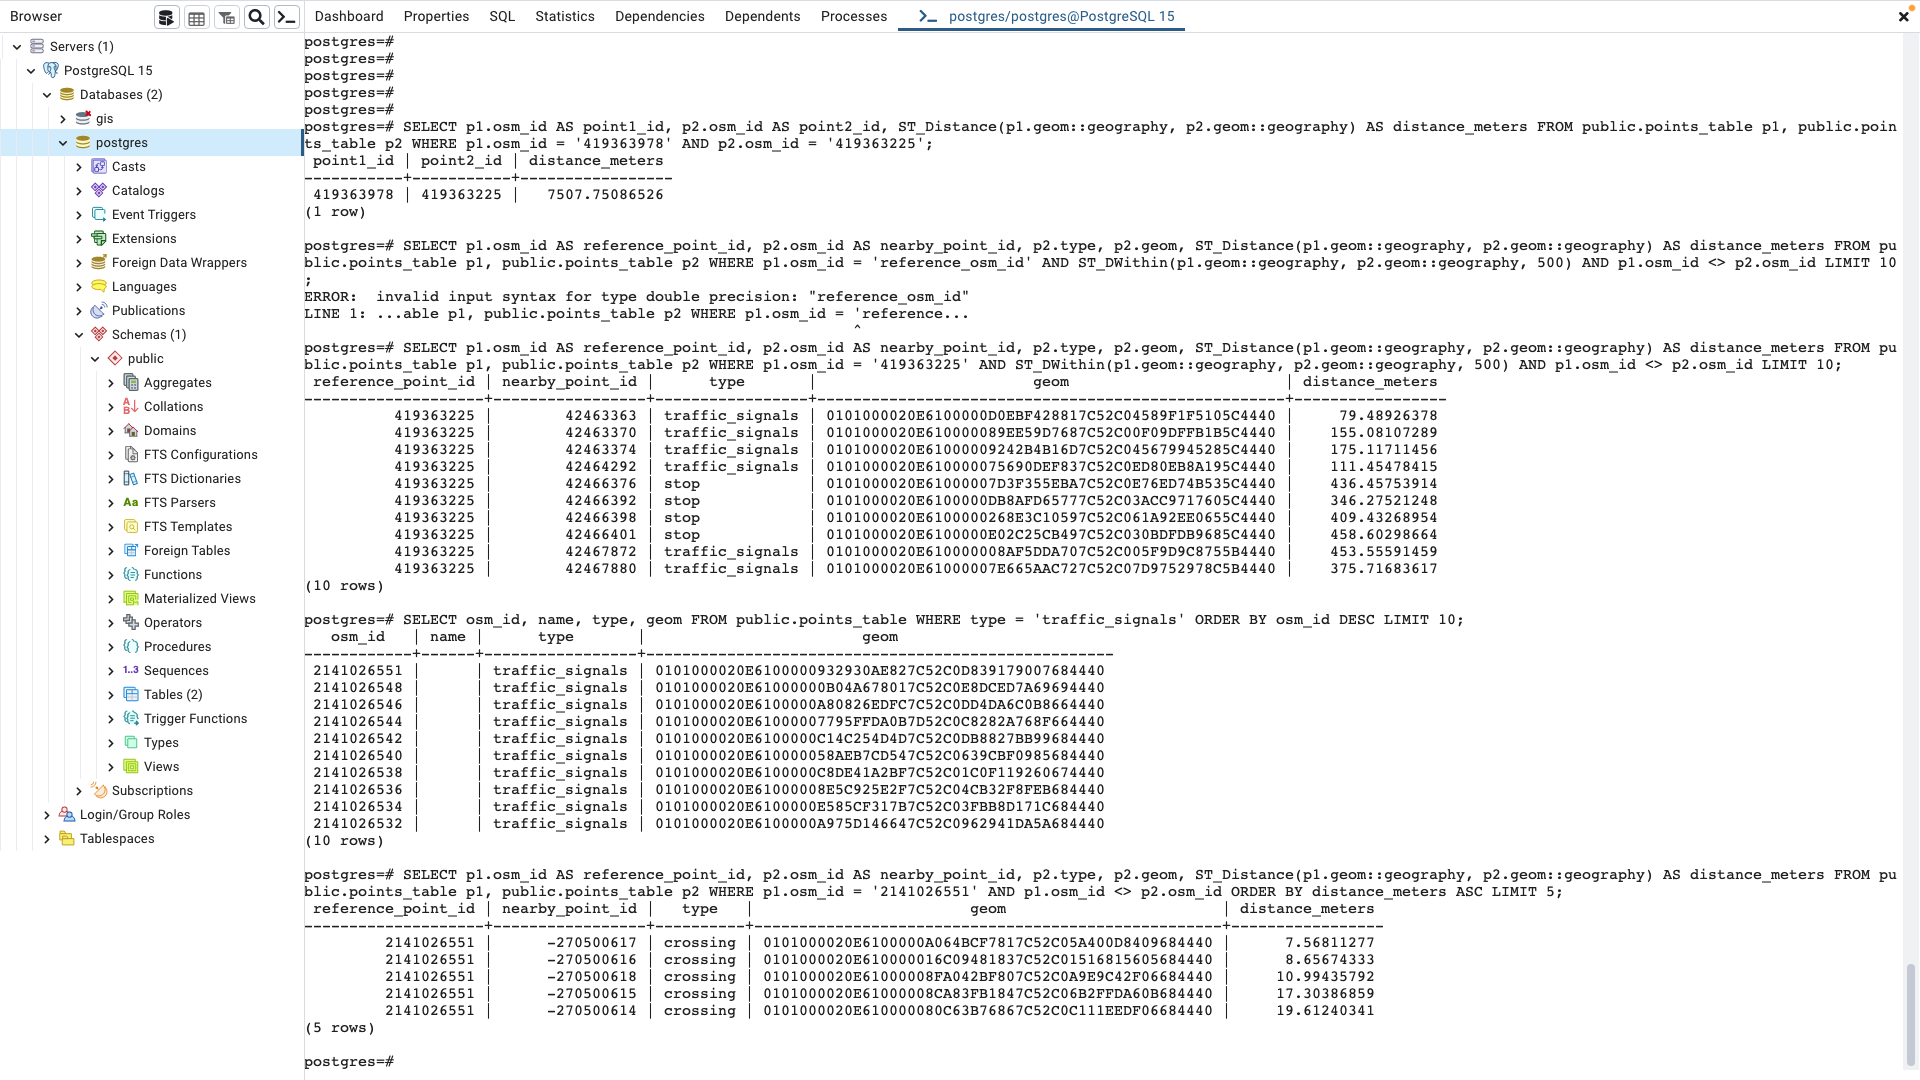 Browser
Dashboard Properties SQL Statistics Dependencies Dependents Processes postgres/postgres@PostgreSQL 15
Servers (1)
PostgreSQL 15
Databases (2)
gis
postgres
Casts
Catalogs
Event Triggers
Extensions
Foreign Data Wrappers
Languages
Publications
Schemas (1)
public
Aggregates
Collations
Domains
FTS Configurations
FTS Dictionaries
FTS Parsers
FTS Templates
Foreign Tables
Functions
Materialized Views
Operators
Procedures
Sequences
Tables (2)
Trigger Functions
Types
Views
Subscriptions
Login/Group Roles
Tablespaces
postgres=#
postgres=#
postgres=#
postgres=#
postgres=#
postgres=# SELECT p1.osm_id AS point1_id, p2.osm_id AS point2_id, ST_Distance(p1.geom::geography, p2.geom::geography) AS distance_meters FROM public.points_table p1, public.poin
ts_table p2 WHERE p1.osm_id = '419363978' AND p2.osm_id = '419363225';
point1_id | point2_id | distance_meters
-----------+-----------+-----------------
419363978 | 419363225 | 7507.75086526
(1 row)
postgres=# SELECT p1.osm_id AS reference_point_id, p2.osm_id AS nearby_point_id, p2.type, p2.geom, ST_Distance(p1.geom::geography, p2.geom::geography) AS distance_meters FROM pu
blic.points_table p1, public.points_table p2 WHERE p1.osm_id = 'reference_osm_id' AND ST_DWithin(p1.geom::geography, p2.geom::geography, 500) AND p1.osm_id <> p2.osm_id LIMIT 10
;
ERROR:  invalid input syntax for type double precision: "reference_osm_id"
LINE 1: ...able p1, public.points_table p2 WHERE p1.osm_id = 'reference...
^
postgres=# SELECT p1.osm_id AS reference_point_id, p2.osm_id AS nearby_point_id, p2.type, p2.geom, ST_Distance(p1.geom::geography, p2.geom::geography) AS distance_meters FROM pu
blic.points_table p1, public.points_table p2 WHERE p1.osm_id = '419363225' AND ST_DWithin(p1.geom::geography, p2.geom::geography, 500) AND p1.osm_id <> p2.osm_id LIMIT 10;
reference_point_id | nearby_point_id | type | geom | distance_meters
--------------------+-----------------+-----------------+----------------------------------------------------+-----------------
419363225 | 42463363 | traffic_signals | 0101000020E6100000D0EBF428817C52C04589F1F5105C4440 | 79.48926378
419363225 | 42463370 | traffic_signals | 0101000020E610000089EE59D7687C52C00F09DFFB1B5C4440 | 155.08107289
419363225 | 42463374 | traffic_signals | 0101000020E61000009242B4B16D7C52C045679945285C4440 | 175.11711456
419363225 | 42464292 | traffic_signals | 0101000020E610000075690DEF837C52C0ED80EB8A195C4440 | 111.45478415
419363225 | 42466376 | stop | 0101000020E61000007D3F355EBA7C52C0E76ED74B535C4440 | 436.45753914
419363225 | 42466392 | stop | 0101000020E6100000DB8AFD65777C52C03ACC9717605C4440 | 346.27521248
419363225 | 42466398 | stop | 0101000020E6100000268E3C10597C52C061A92EE0655C4440 | 409.43268954
419363225 | 42466401 | stop | 0101000020E6100000E02C25CB497C52C030BDFDB9685C4440 | 458.60298664
419363225 | 42467872 | traffic_signals | 0101000020E610000008AF5DDA707C52C005F9D9C8755B4440 | 453.55591459
419363225 | 42467880 | traffic_signals | 0101000020E61000007E665AAC727C52C07D9752978C5B4440 | 375.71683617
(10 rows)
postgres=# SELECT osm_id, name, type, geom FROM public.points_table WHERE type = 'traffic_signals' ORDER BY osm_id DESC LIMIT 10;
osm_id | name | type | geom
------------+------+-----------------+----------------------------------------------------
2141026551 | | traffic_signals | 0101000020E6100000932930AE827C52C0D839179007684440
2141026548 | | traffic_signals | 0101000020E61000000B04A678017C52C0E8DCED7A69694440
2141026546 | | traffic_signals | 0101000020E6100000A80826EDFC7C52C0DD4DA6C0B8664440
2141026544 | | traffic_signals | 0101000020E61000007795FFDA0B7D52C0C8282A768F664440
2141026542 | | traffic_signals | 0101000020E6100000C14C254D4D7C52C0DB8827BB99684440
2141026540 | | traffic_signals | 0101000020E610000058AEB7CD547C52C0639CBF0985684440
2141026538 | | traffic_signals | 0101000020E6100000C8DE41A2BF7C52C01C0F119260674440
2141026536 | | traffic_signals | 0101000020E61000008E5C925E2F7C52C04CB32F8FEB684440
2141026534 | | traffic_signals | 0101000020E6100000E585CF317B7C52C03FBB8D171C684440
2141026532 | | traffic_signals | 0101000020E6100000A975D146647C52C0962941DA5A684440
(10 rows)
postgres=# SELECT p1.osm_id AS reference_point_id, p2.osm_id AS nearby_point_id, p2.type, p2.geom, ST_Distance(p1.geom::geography, p2.geom::geography) AS distance_meters FROM pu
blic.points_table p1, public.points_table p2 WHERE p1.osm_id = '2141026551' AND p1.osm_id <> p2.osm_id ORDER BY distance_meters ASC LIMIT 5;
reference_point_id | nearby_point_id | type | geom | distance_meters
--------------------+-----------------+----------+----------------------------------------------------+-----------------
2141026551 | -270500617 | crossing | 0101000020E6100000A064BCF7817C52C05A400D8409684440 | 7.56811277
2141026551 | -270500616 | crossing | 0101000020E610000016C09481837C52C01516815605684440 | 8.65674333
2141026551 | -270500618 | crossing | 0101000020E61000008FA042BF807C52C0A9E9C42F06684440 | 10.99435792
2141026551 | -270500615 | crossing | 0101000020E61000008CA83FB1847C52C06B2FFDA60B684440 | 17.30386859
2141026551 | -270500614 | crossing | 0101000020E610000080C63B76867C52C0C111EEDF06684440 | 19.61240341
(5 rows)
postgres=#